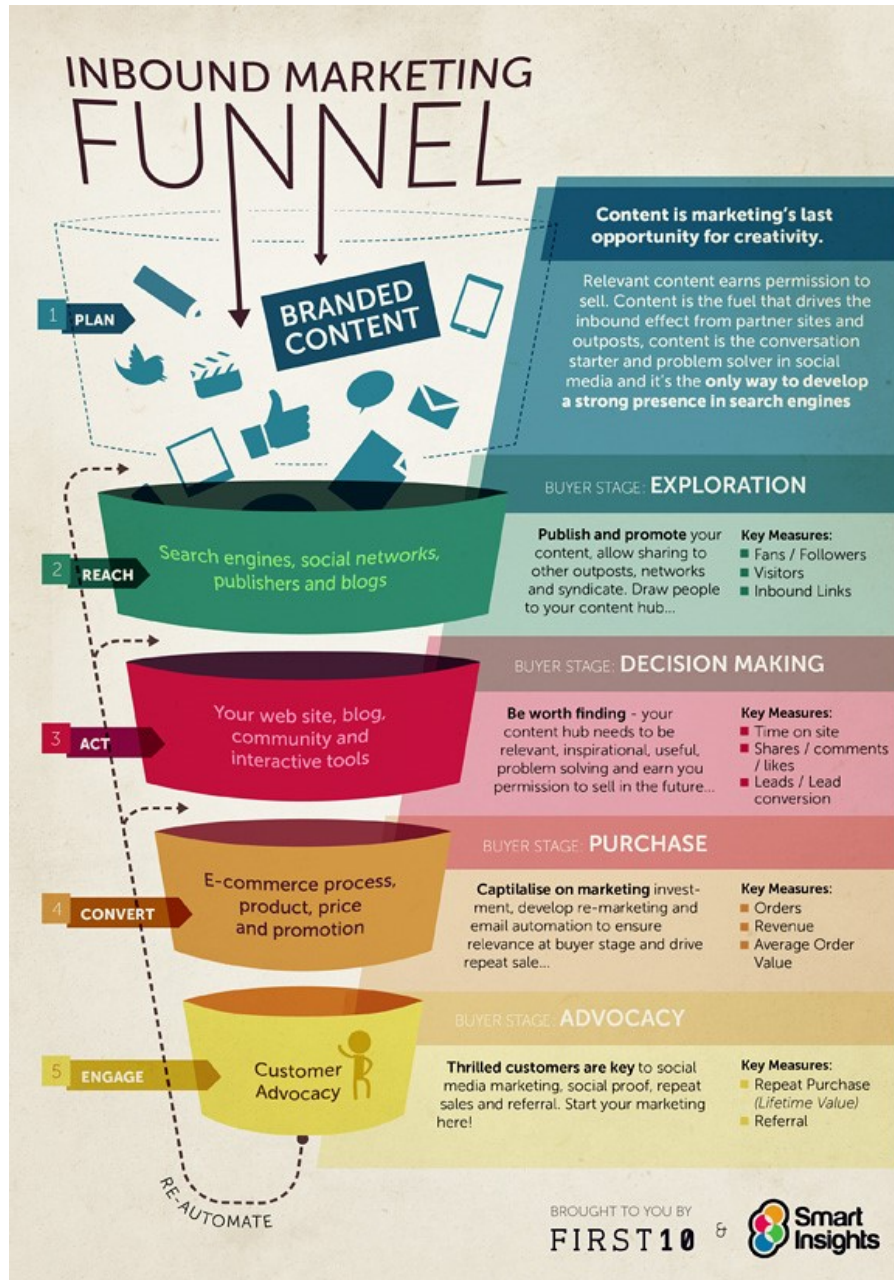 INBOUND MARKETING
FUNNEL
Content is marketing's last
opportunity for creativity.
Relevant content earns permission to
sell. Content is the fuel that drives the
inbound effect from partner sites and
outposts, content is the conversation
starter and problem solver in social
media and it's the only way to develop
a strong presence in search engines
1 PLAN
BRANDED
CONTENT
2 REACH
Search engines, social networks,
publishers and blogs
BUYER STAGE: EXPLORATION
Publish and promote your
content, allow sharing to
other outposts, networks
and syndicate. Draw people
to your content hub...
Key Measures:
Fans / Followers
Visitors
Inbound Links
3 ACT
Your web site, blog,
community and
interactive tools
BUYER STAGE: DECISION MAKING
Be worth finding - your
content hub needs to be
relevant, inspirational, useful,
problem solving and earn you
permission to sell in the future...
Key Measures:
Time on site
Shares / comments
/ likes
Leads / Lead
conversion
4 CONVERT
E-commerce process,
product, price
and promotion
BUYER STAGE: PURCHASE
Captilalise on marketing invest-
ment, develop re-marketing and
email automation to ensure
relevance at buyer stage and drive
repeat sale...
Key Measures:
Orders
Revenue
Average Order
Value
5 ENGAGE
Customer
Advocacy
BUYER STAGE: ADVOCACY
Thrilled customers are key to social
media marketing, social proof, repeat
sales and referral. Start your marketing
here!
Key Measures:
Repeat Purchase
(Lifetime Value)
Referral
RE-AUTOMATE
BROUGHT TO YOU BY
FIRST10 & Smart
Insights